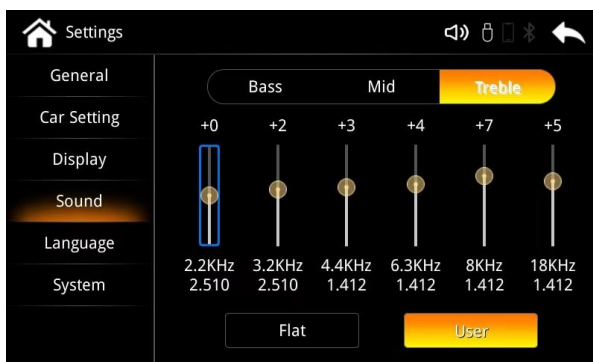 Settings
General
Car Setting
Display
Sound
Language
System
Bass Mid Treble
+0 +2 +3 +4 +7 +5
2.2KHz 3.2KHz 4.4KHz 6.3KHz 8KHz 18KHz
2.510 2.510 1.412 1.412 1.412 1.412
Flat User